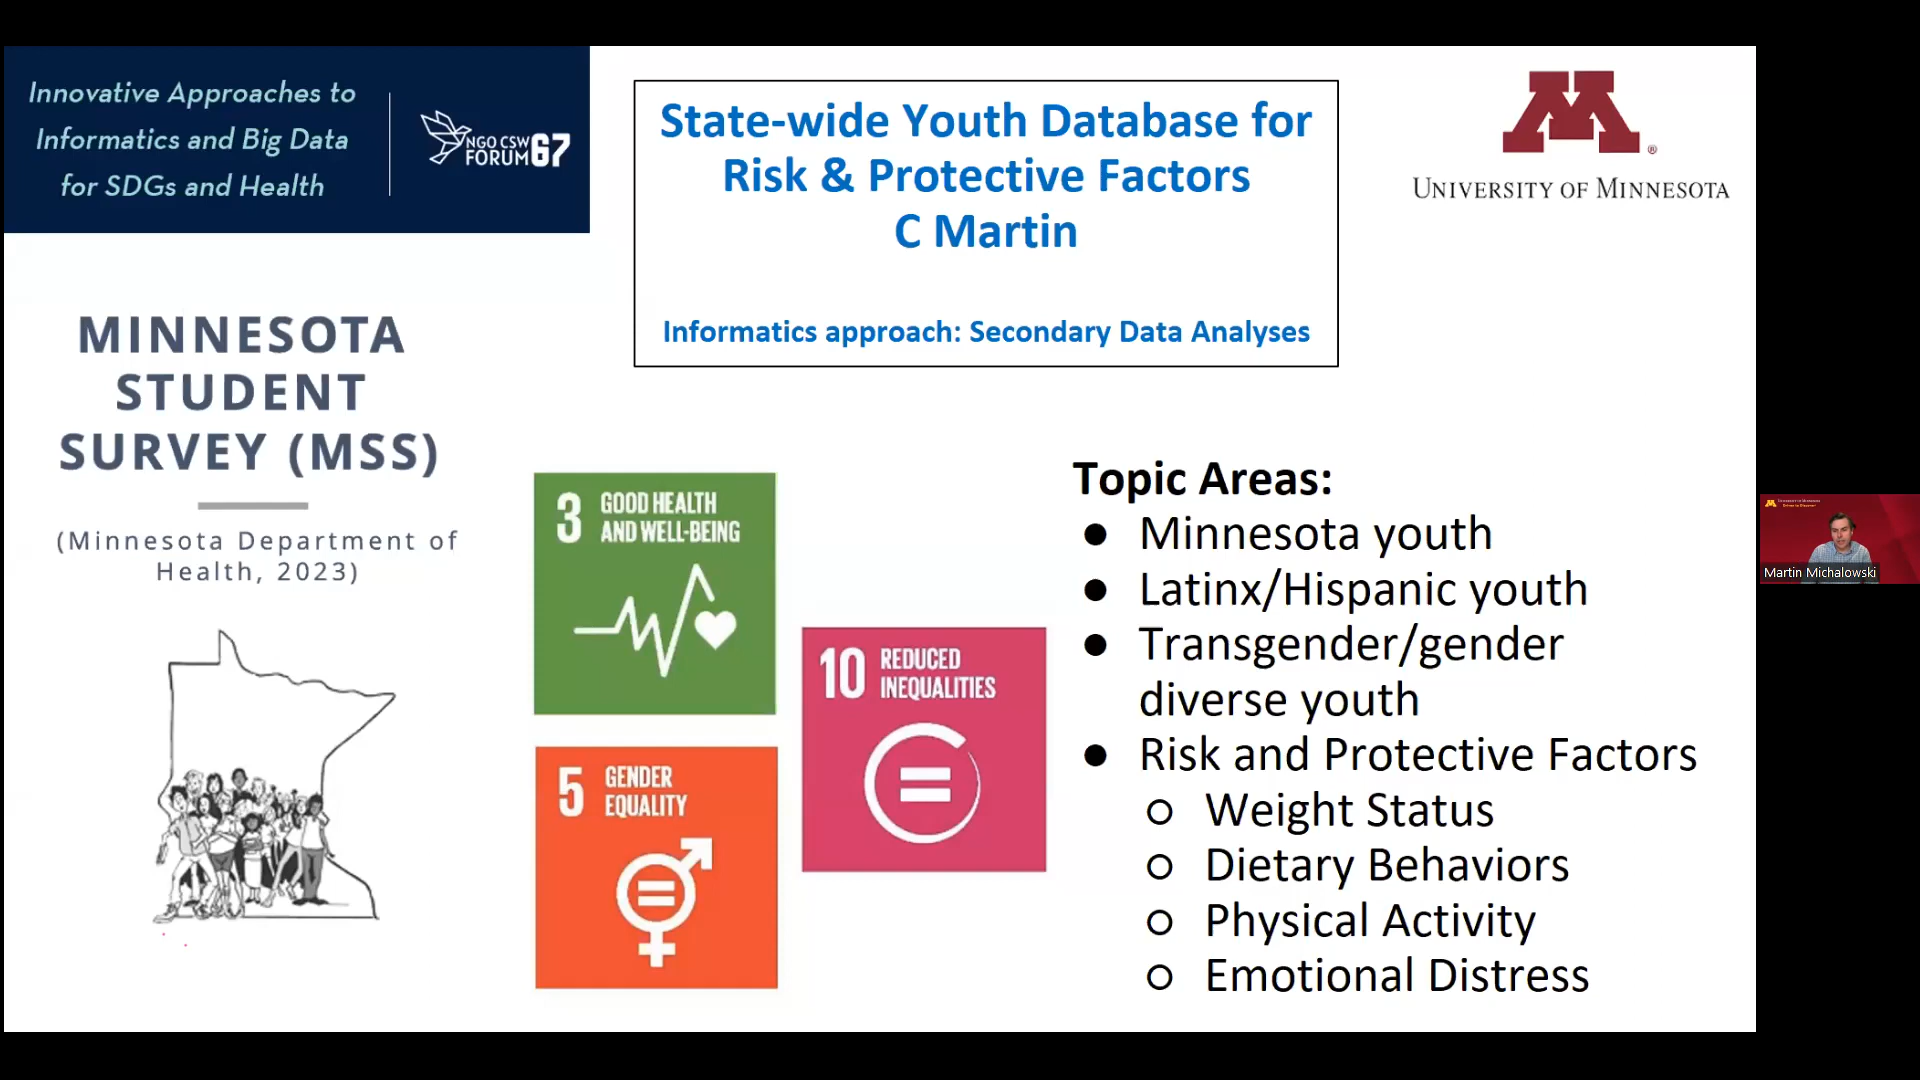 Innovative Approaches to
Informatics and Big Data
for SDGs and Health
NGO CSW
FORUM67
State-wide Youth Database for
Risk & Protective Factors
C Martin
Informatics approach: Secondary Data Analyses
M
®
UNIVERSITY OF MINNESOTA
MINNESOTA
STUDENT
SURVEY (MSS)
(Minnesota Department of
Health, 2023)
3 GOOD HEALTH
AND WELL-BEING
5 GENDER
EQUALITY
10 REDUCED
INEQUALITIES
Topic Areas:
● Minnesota youth
● Latinx/Hispanic youth
● Transgender/gender
diverse youth
● Risk and Protective Factors
○ Weight Status
○ Dietary Behaviors
○ Physical Activity
○ Emotional Distress
Martin Michalowski